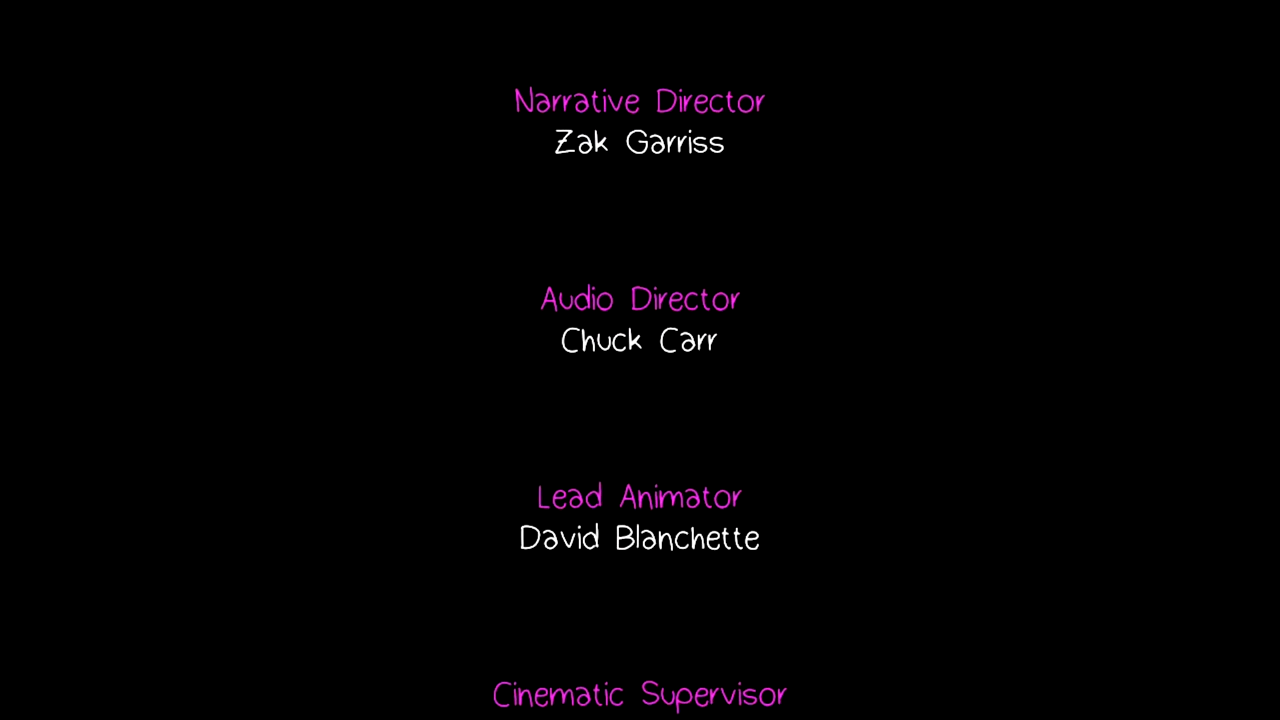 Narrative Director
Zak Garriss
Audio Director
Chuck Carr
Lead Animator
David Blanchette
Cinematic Supervisor